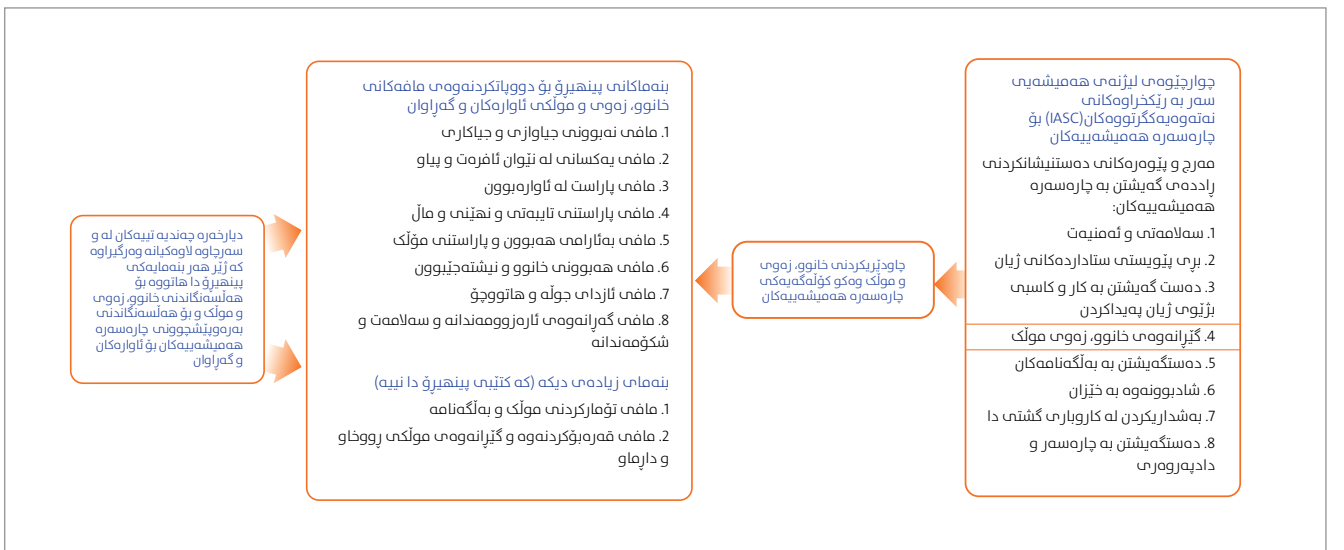 چوارچێوەی لیژنەی هەمیشەیی
سەر بە رێکخراوەکانی
نەتەوەیەکگرتووەکان(IASC) بۆ
چارەسەرە هەمیشەییەکان
مەرج و پێوەرەکانی دەستنیشانکردنی
ڕاددەی گەیشتن بە چارەسەرە
هەمیشەییەکان:
1. سەلامەتی و ئەمنیەت
2. بڕی پێویستی ستانداردەکانی ژیان
3. دەست گەیشتن بە کار و کاسبی
بژێوی ژیان پەیداکردن
4. گێڕانەوەی خانوو، زەوی موڵک
5. دەستگەیشتن بە بەڵگەنامەکان
6. شادبوونەوە بە خێزان
7. بەشداریکردن لە کاروباری گشتی دا
8. دەستگەیشتن بە چارەسەر و
دادپەروەری
چاودێریکردنی خانوو، زەوی
و موڵک وەکو کۆڵەگەیەکی
چارەسەرە هەمیشەییەکان
بنەماکانی پینهیرۆ بۆ دووپاتکردنەوەی مافەکانی
خانوو، زەوی و موڵکی ئاوارەکان و گەڕاوان
1. مافی نەبوونی جیاوازی و جیاکاری
2. مافی یەکسانی لە نێوان ئافرەت و پیاو
3. مافی پاراست لە ئاوارەبوون
4. مافی پاراستنی تایبەتی و نهێنی و ماڵ
5. مافی بەئارامی هەبوون و پاراستنی مۆڵک
6. مافی هەبوونی خانوو و نیشتەجێبوون
7. مافی ئازدای جوڵە و هاتووچۆ
8. مافی گەڕانەوەی ئارەزوومەندانە و سەلامەت و
شکۆمەندانە
بنەمای زیادەی دیکە (کە کتێبی پینهیرۆ دا نییە)
1. مافی تۆمارکردنی موڵک و بەڵگەنامە
2. مافی قەرەبۆکردنەوە و گێڕانەوەی موڵکی ڕووخاو
و داڕماو
دیارخەرە چەندیە تییەکان لە و
سەرچاوە لاوەکیانە وەرگیراوە
کە ژێر هەر بنەمایەکی
پینهیرۆ دا هاتووە بۆ
هەڵسەنگاندنی خانوو، زەوی
و موڵک و بۆ هەڵسەنگاندنی
بەرەوپێشچوونی چارەسەرە
هەمیشەییەکان بۆ ئاوارەکان
و گەڕاوان